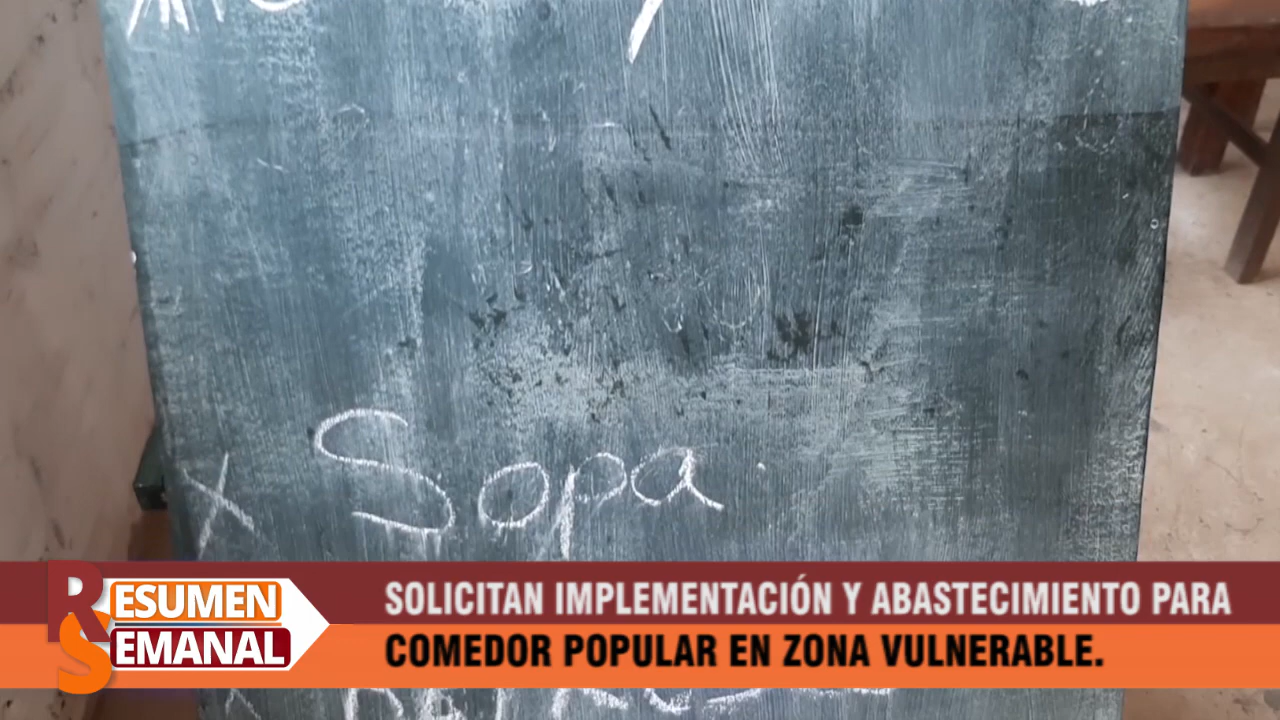 x Sopa
RESUMEN
SEMANAL
SOLICITAN IMPLEMENTACIÓN Y ABASTECIMIENTO PARA
COMEDOR POPULAR EN ZONA VULNERABLE.